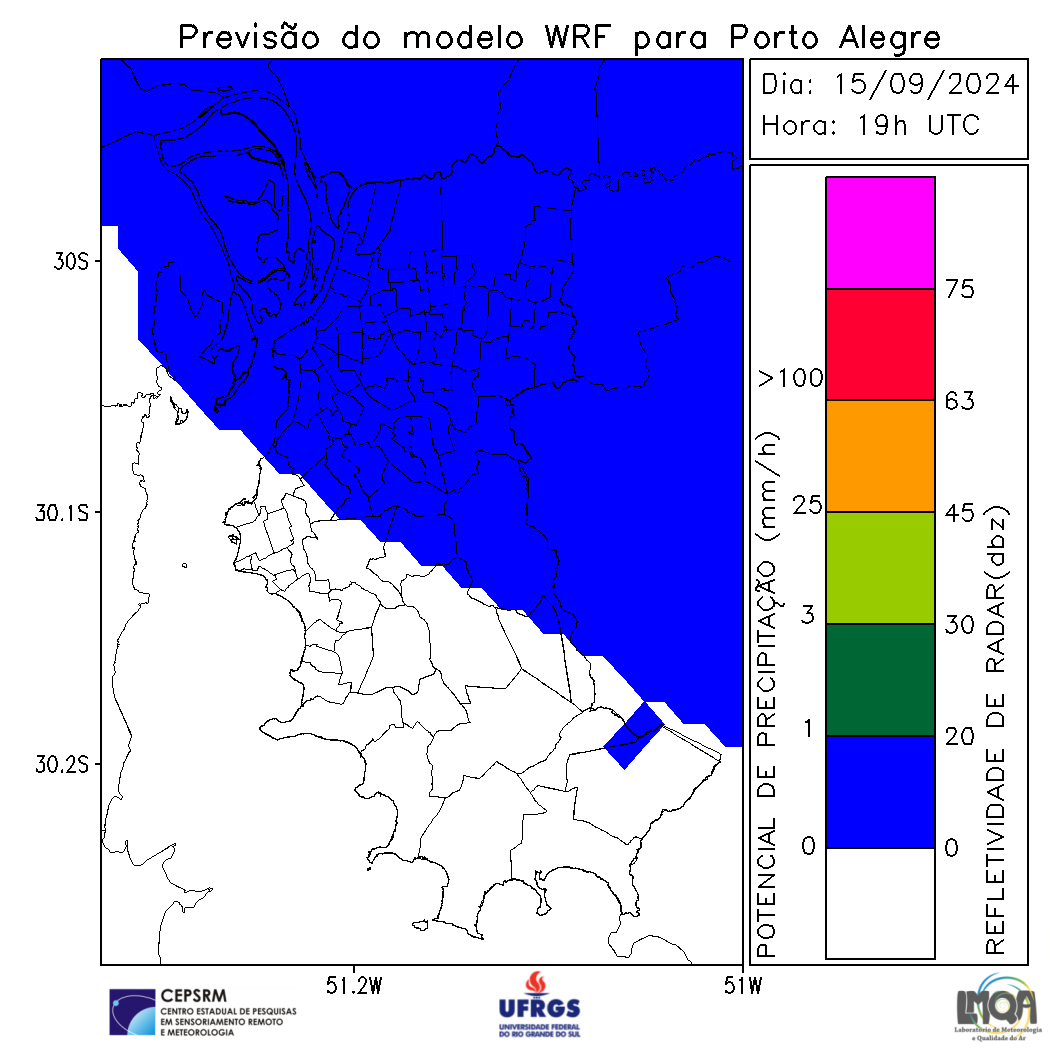 Previsão do modelo WRF para Porto Alegre
Dia: 15/09/2024
Hora: 19h UTC
30S
30.1S
30.2S
51.2W
51W
POTENCIAL DE PRECIPITAÇÃO (mm/h)
>100
25
3
1
0
75
63
45
30
20
0
REFLETIVIDADE DE RADAR(dbz)
CEPSRM
CENTRO ESTADUAL DE PESQUISAS
EM SENSORIAMENTO REMOTO
E METEOROLOGIA
UFRGS
UNIVERSIDADE FEDERAL
DO RIO GRANDE DO SUL
LMQA
Laboratório de Meteorologia
e Qualidade do Ar